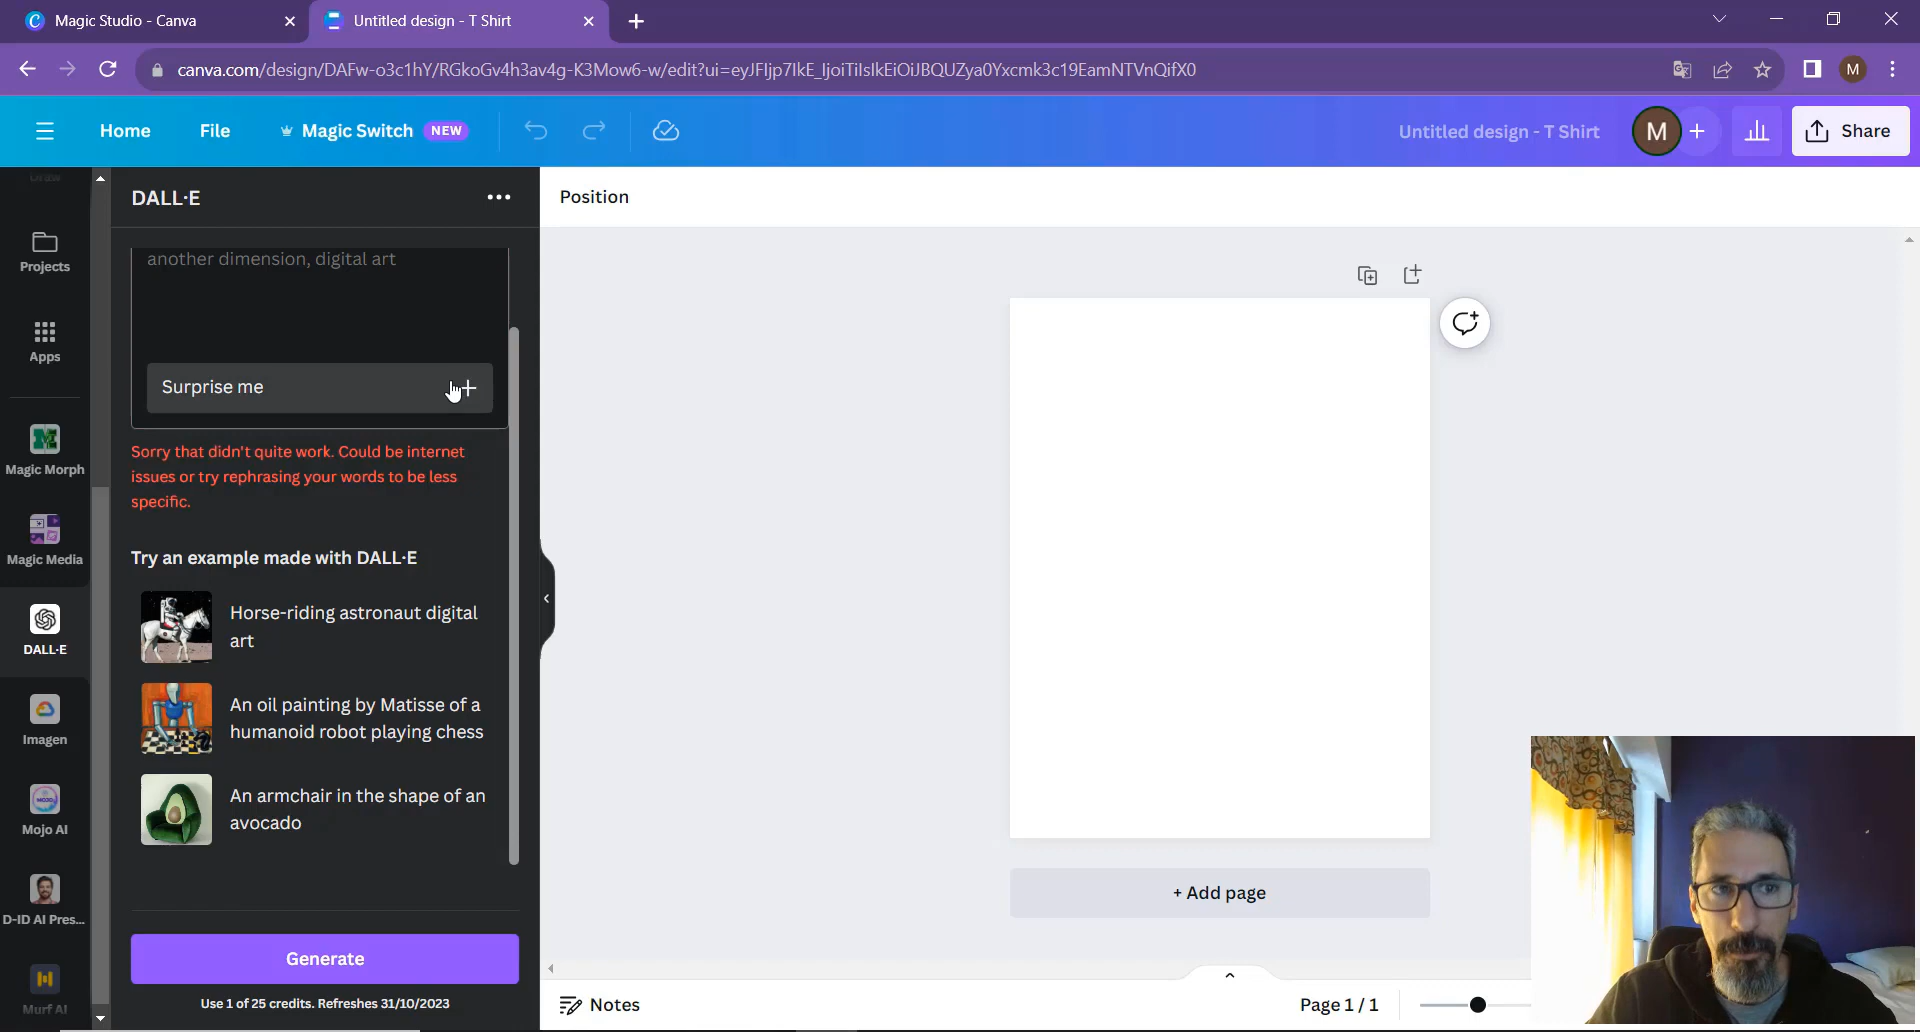 Magic Studio - Canva
Untitled design - T Shirt
canva.com/design/DAFw-o3c1hY/RGkoGv4h3av4g-K3Mow6-w/edit?ui=eyJFIjp7IkE_IjoiTiIsIkEiOiJBQUZya0Yxcmk3c19EamNTVnQifX0
M
Home
File
Magic Switch NEW
Untitled design - T Shirt
M
Share
DALL·E
Position
Projects
another dimension, digital art
Apps
Surprise me
Magic Morph
Sorry that didn't quite work. Could be internet
issues or try rephrasing your words to be less
specific.
Magic Media
Try an example made with DALL·E
DALL·E
Horse-riding astronaut digital
art
Imagen
An oil painting by Matisse of a
humanoid robot playing chess
Mojo AI
An armchair in the shape of an
avocado
D-ID AI Pres...
+ Add page
Generate
Murf AI
Use 1 of 25 credits. Refreshes 31/10/2023
Notes
Page 1 / 1